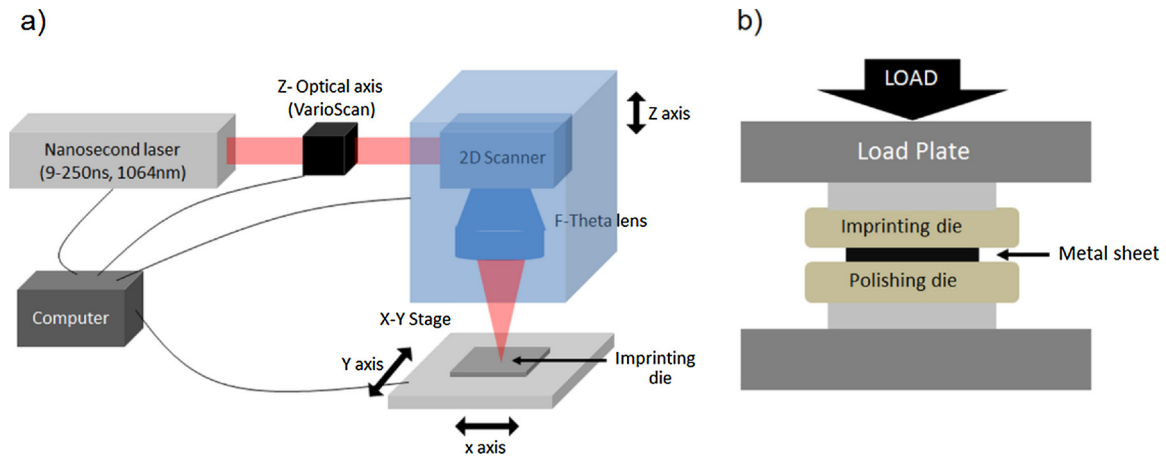 a)
Z- Optical axis
(VarioScan)
Z axis
Nanosecond laser
(9-250ns, 1064nm)
2D Scanner
F-Theta lens
Computer
X-Y Stage
Y axis
Imprinting
die
x axis
b)
LOAD
Load Plate
Imprinting die
Metal sheet
Polishing die